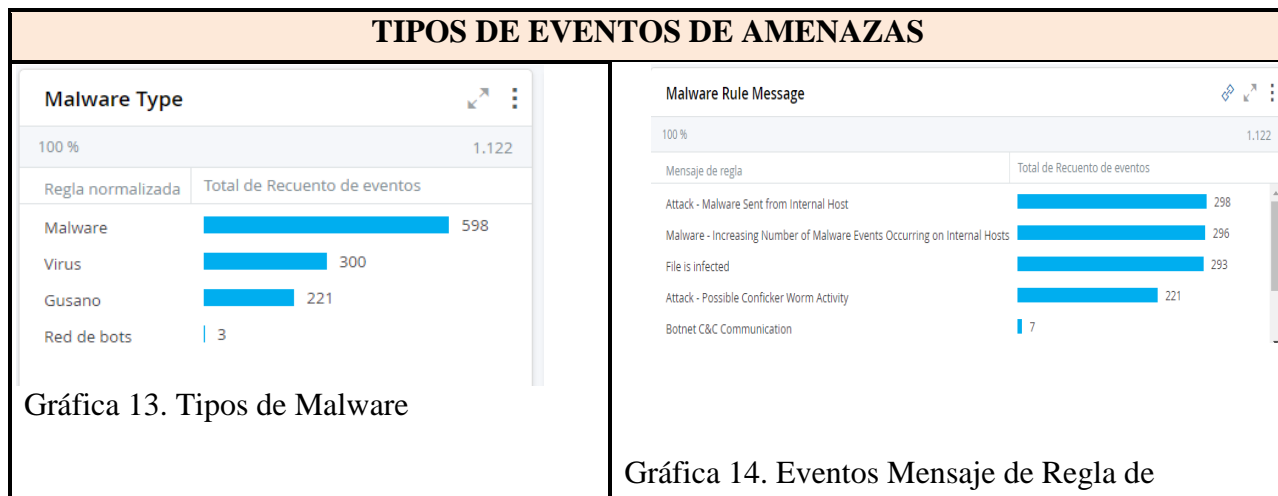 TIPOS DE EVENTOS DE AMENAZAS
Malware Type
100 %
1.122
Regla normalizada
Total de Recuento de eventos
Malware
598
Virus
300
Gusano
221
Red de bots
3
Gráfica 13. Tipos de Malware
Malware Rule Message
100 %
1.122
Mensaje de regla
Total de Recuento de eventos
Attack - Malware Sent from Internal Host
298
Malware - Increasing Number of Malware Events Occurring on Internal Hosts
296
File is infected
293
Attack - Possible Conficker Worm Activity
221
Botnet C&C Communication
7
Gráfica 14. Eventos Mensaje de Regla de